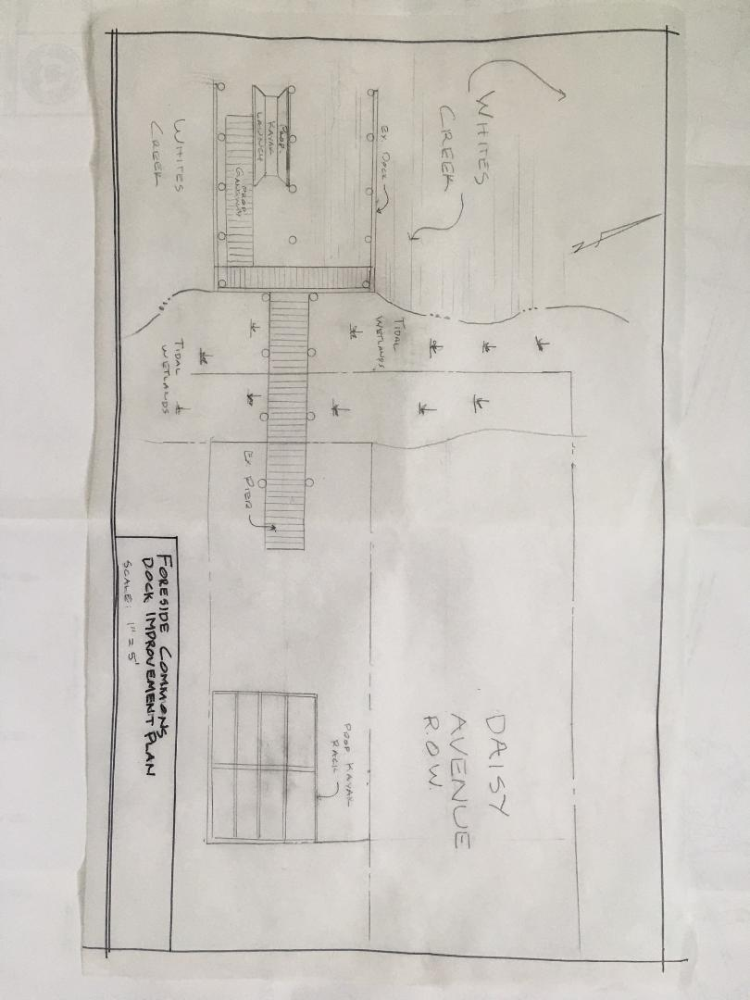 WHITES
CREEK
EX. DOCK
PROP.
KAYAK
LAUNCH
PROP
GANGWAY
WHITES
CREEK
N
TIDAL
WETLANDS
TIDAL
WETLANDS
EX PIER
DAISY
AVENUE
R.O.W.
PROP KAYAK
RACK
FORESIDE COMMONS
DOCK IMPROVEMENT PLAN
SCALE: 1" = 5'